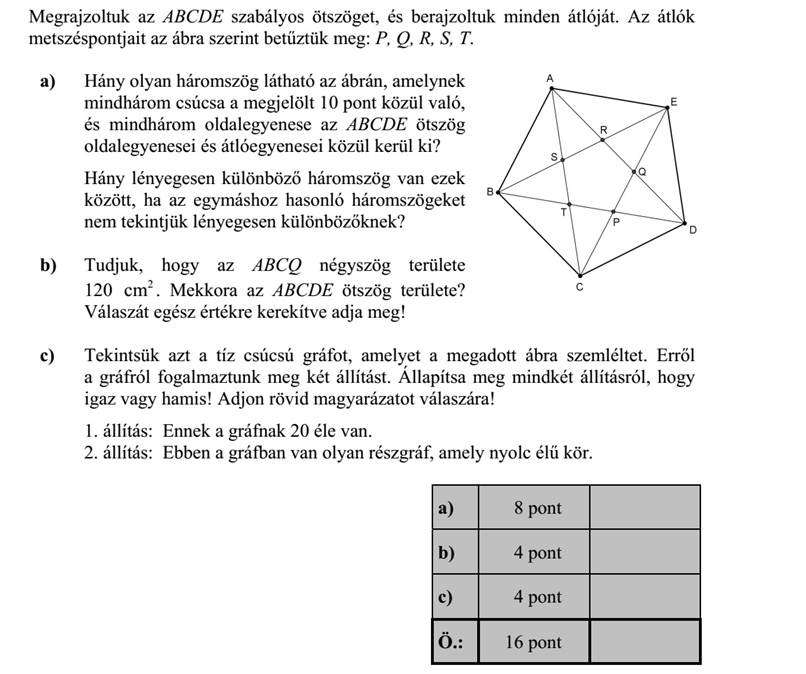 Megrajzoltuk az ABCDE szabályos ötszöget, és berajzoltuk minden átlóját. Az átlók
metszéspontjait az ábra szerint betűztük meg: P, Q, R, S, T.
a) Hány olyan háromszög látható az ábrán, amelynek
mindhárom csúcsa a megjelölt 10 pont közül való,
és mindhárom oldalegyenese az ABCDE ötszög
oldalegyenesei és átlóegyenesei közül kerül ki?
Hány lényegesen különböző háromszög van ezek
között, ha az egymáshoz hasonló háromszögeket
nem tekintjük lényegesen különbözőknek?
A
E
R
S
Q
B
T
P
D
C
b) Tudjuk, hogy az ABCQ négyszög területe
120 cm². Mekkora az ABCDE ötszög területe?
Válaszát egész értékre kerekítve adja meg!
c) Tekintsük azt a tíz csúcsú gráfot, amelyet a megadott ábra szemléltet. Erről
a gráfról fogalmaztunk meg két állítást. Állapítsa meg mindkét állításról, hogy
igaz vagy hamis! Adjon rövid magyarázatot válaszára!
1. állítás: Ennek a gráfnak 20 éle van.
2. állítás: Ebben a gráfban van olyan részgráf, amely nyolc élű kör.
a) 8 pont
b) 4 pont
c) 4 pont
Ö.: 16 pont